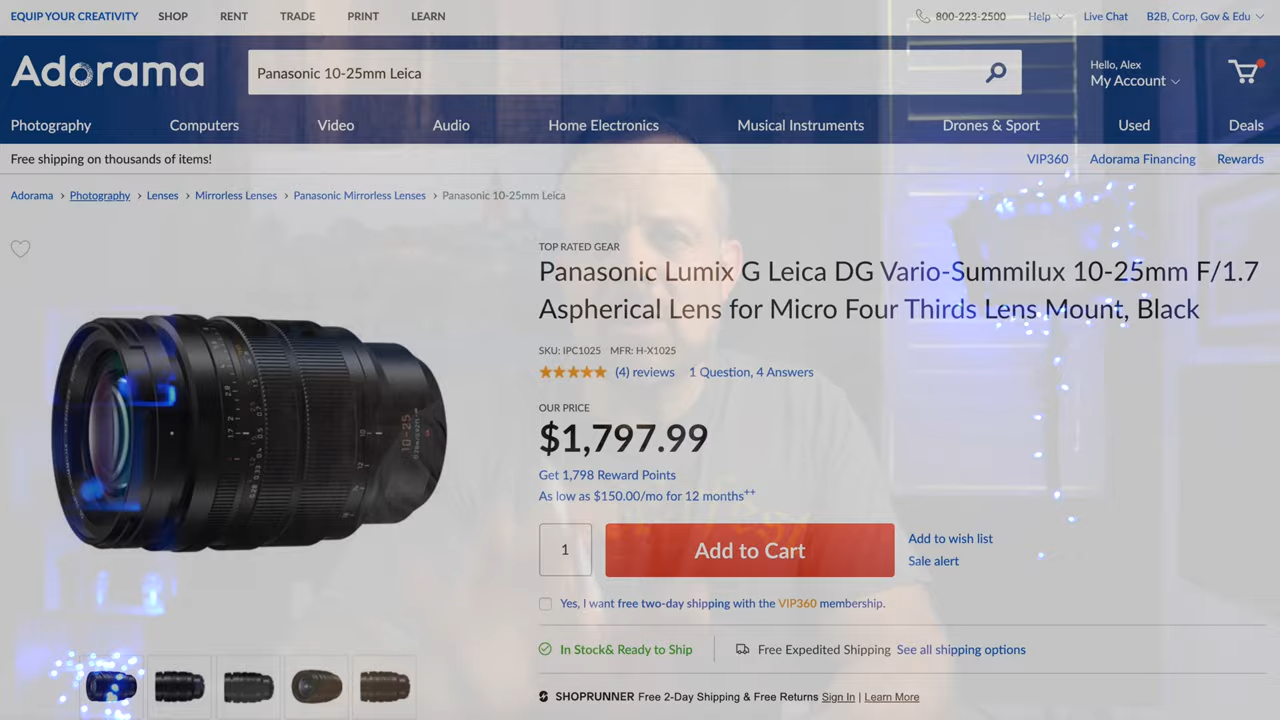 EQUIP YOUR CREATIVITY SHOP RENT TRADE PRINT LEARN 800-223-2500 Help Live Chat B2B, Corp, Gov & Edu
Adorama Panasonic 10-25mm Leica Hello, Alex
My Account
Photography Computers Video Audio Home Electronics Musical Instruments Drones & Sport Used Deals
Free shipping on thousands of items! VIP360 Adorama Financing Rewards
Adorama > Photography > Lenses > Mirrorless Lenses > Panasonic Mirrorless Lenses > Panasonic 10-25mm Leica
TOP RATED GEAR
Panasonic Lumix G Leica DG Vario-Summilux 10-25mm F/1.7
Aspherical Lens for Micro Four Thirds Lens Mount, Black
SKU: IPC1025 MFR: H-X1025
(4) reviews 1 Question, 4 Answers
OUR PRICE
$1,797.99
Get 1,798 Reward Points
As low as $150.00/mo for 12 months++
1 Add to Cart Add to wish list
Sale alert
Yes, I want free two-day shipping with the VIP360 membership.
In Stock& Ready to Ship Free Expedited Shipping See all shipping options
SHOPRUNNER Free 2-Day Shipping & Free Returns Sign In | Learn More
10-25